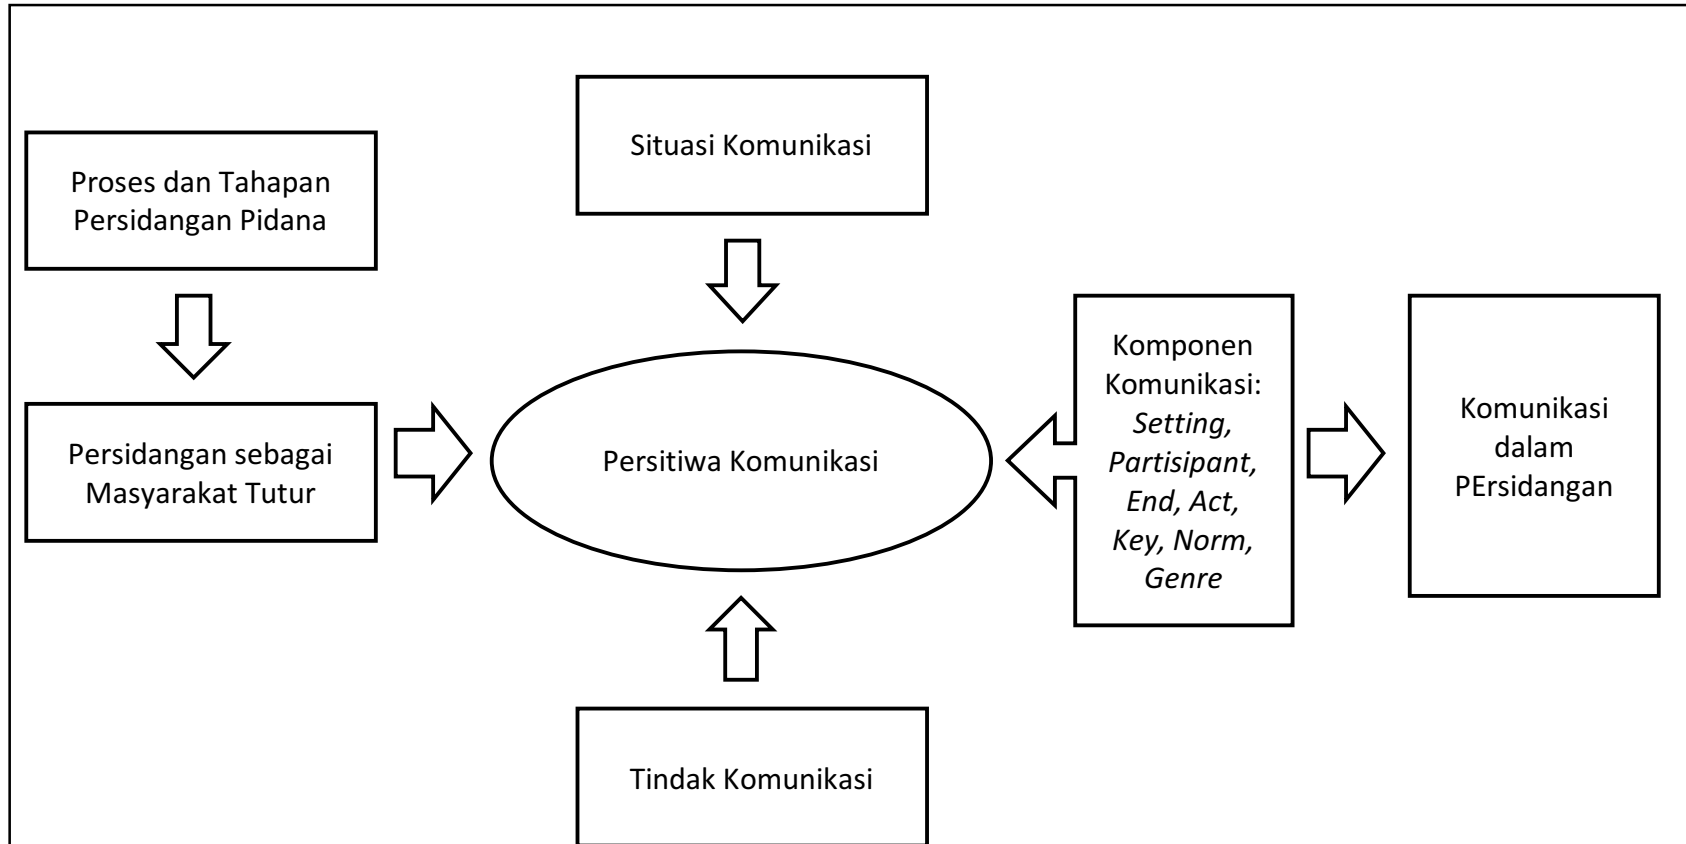 Situasi Komunikasi
Proses dan Tahapan
Persidangan Pidana
Persidangan sebagai
Masyarakat Tutur
Persitiwa Komunikasi
Komponen
Komunikasi:
Setting,
Partisipant,
End, Act,
Key, Norm,
Genre
Komunikasi
dalam
PErsidangan
Tindak Komunikasi